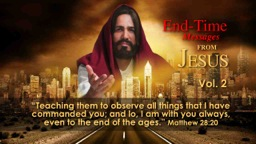 End-Time
Messages
FROM
JESUS
Vol. 2
“Teaching them to observe all things that I have
commanded you; and lo, I am with you always,
even to the end of the ages.” Matthew 28:20